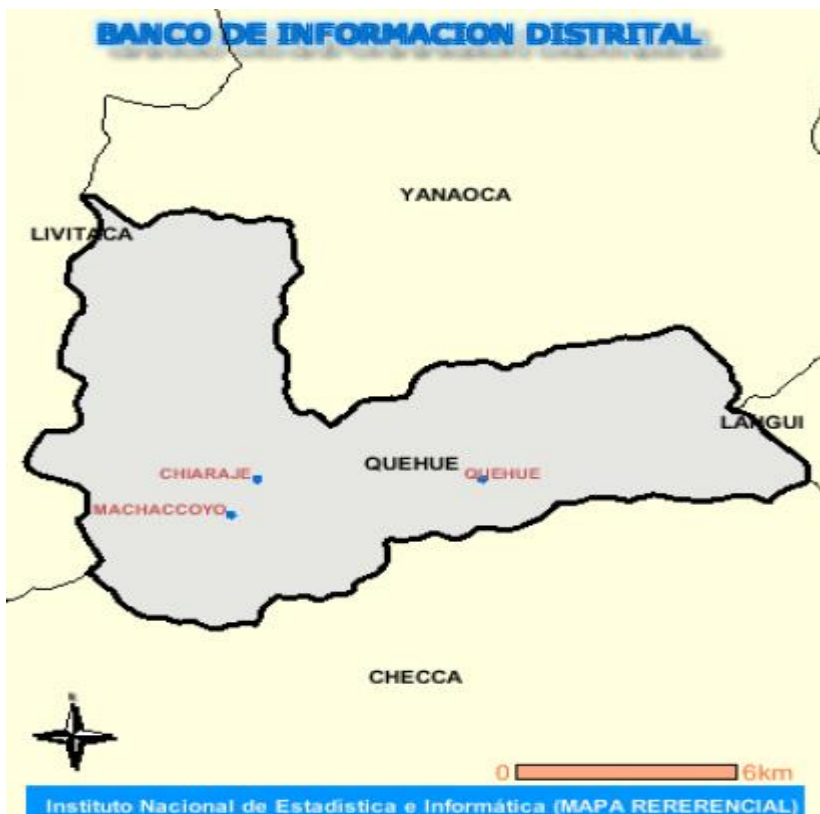 BANCO DE INFORMACION DISTRITAL
YANAOCA
LIVITACA
LANGUI
QUEHUE
QUEHUE
CHIARAJE
MACHACCOYO
CHECCA
N
0 6km
Instituto Nacional de Estadística e Informática (MAPA RERERENCIAL)